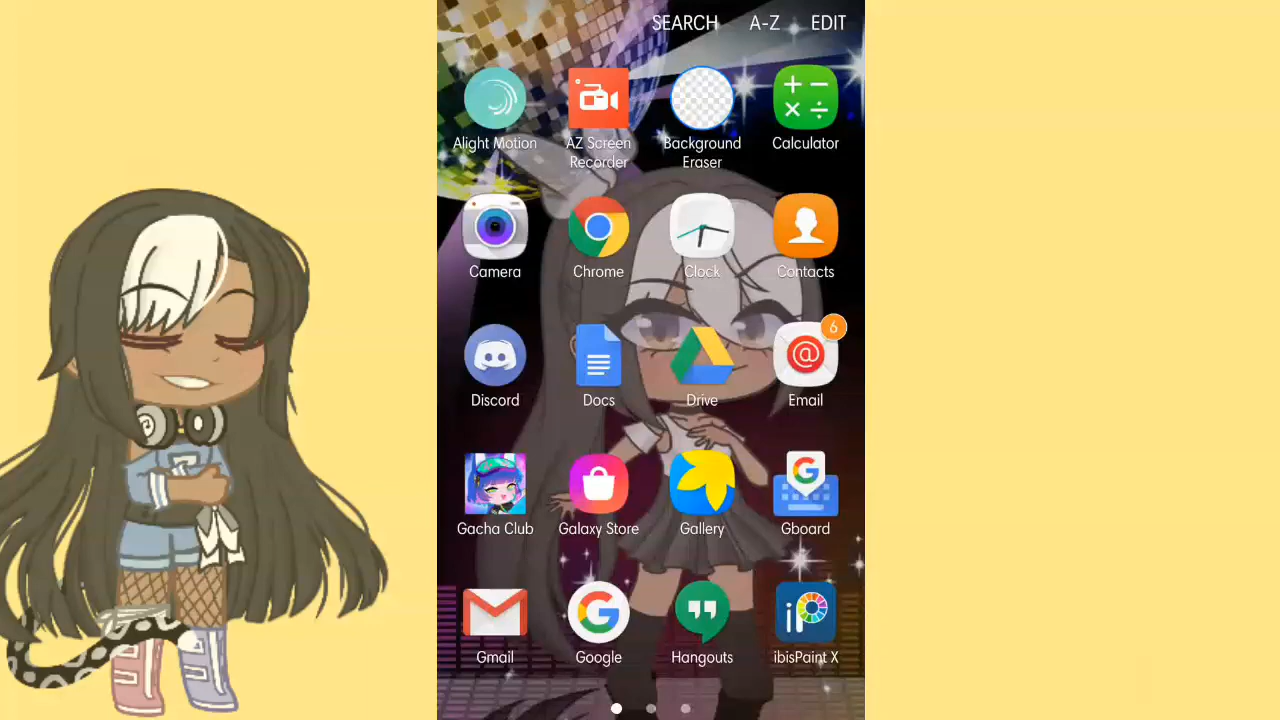 SEARCH A-Z EDIT
Alight Motion AZ Screen Recorder Background Eraser Calculator
Camera Chrome Clock Contacts
6
Discord Docs Drive Email
Gacha Club Galaxy Store Gallery Gboard
Gmail Google Hangouts ibisPaint X